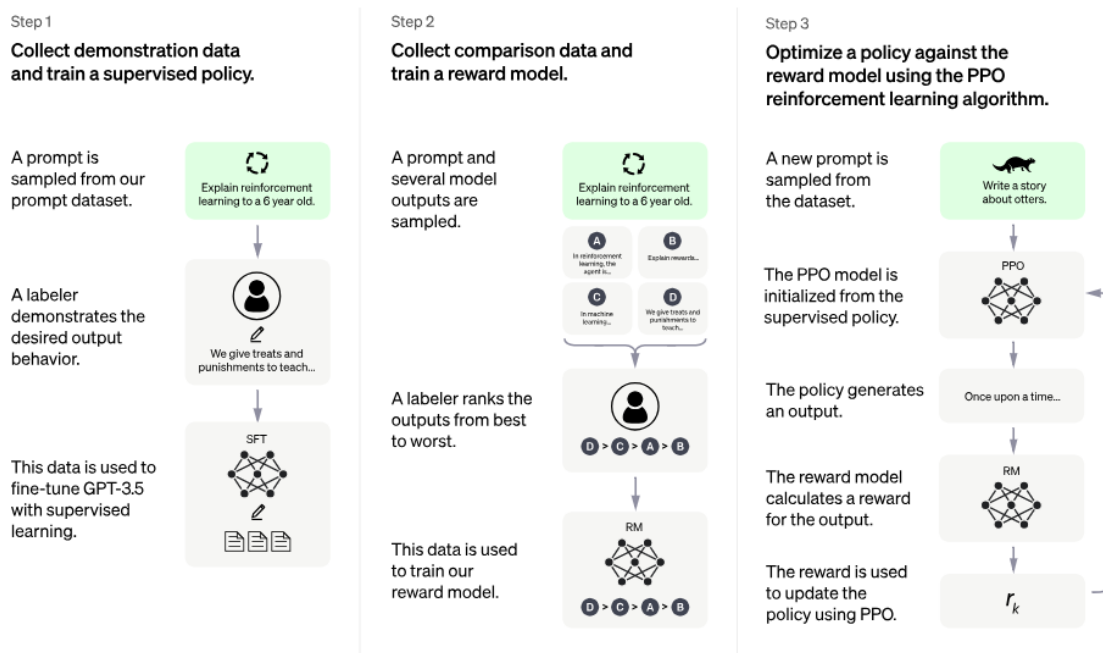 Step 1
Collect demonstration data
and train a supervised policy.
A prompt is
sampled from our
prompt dataset.
Explain reinforcement
learning to a 6 year old.
A labeler
demonstrates the
desired output
behavior.
We give treats and
punishments to teach...
This data is used to
fine-tune GPT-3.5
with supervised
learning.
SFT
Step 2
Collect comparison data and
train a reward model.
A prompt and
several model
outputs are
sampled.
Explain reinforcement
learning to a 6 year old.
A
In reinforcement
learning, the
agent is...
B
Explain rewards...
C
In machine
learning...
D
We give treats and
punishments to
teach...
A labeler ranks the
outputs from best
to worst.
D > C > A > B
This data is used
to train our
reward model.
RM
D > C > A > B
Step 3
Optimize a policy against the
reward model using the PPO
reinforcement learning algorithm.
A new prompt is
sampled from
the dataset.
Write a story
about otters.
The PPO model is
initialized from the
supervised policy.
PPO
The policy generates
an output.
Once upon a time...
The reward model
calculates a reward
for the output.
RM
The reward is used
to update the
policy using PPO.
rk